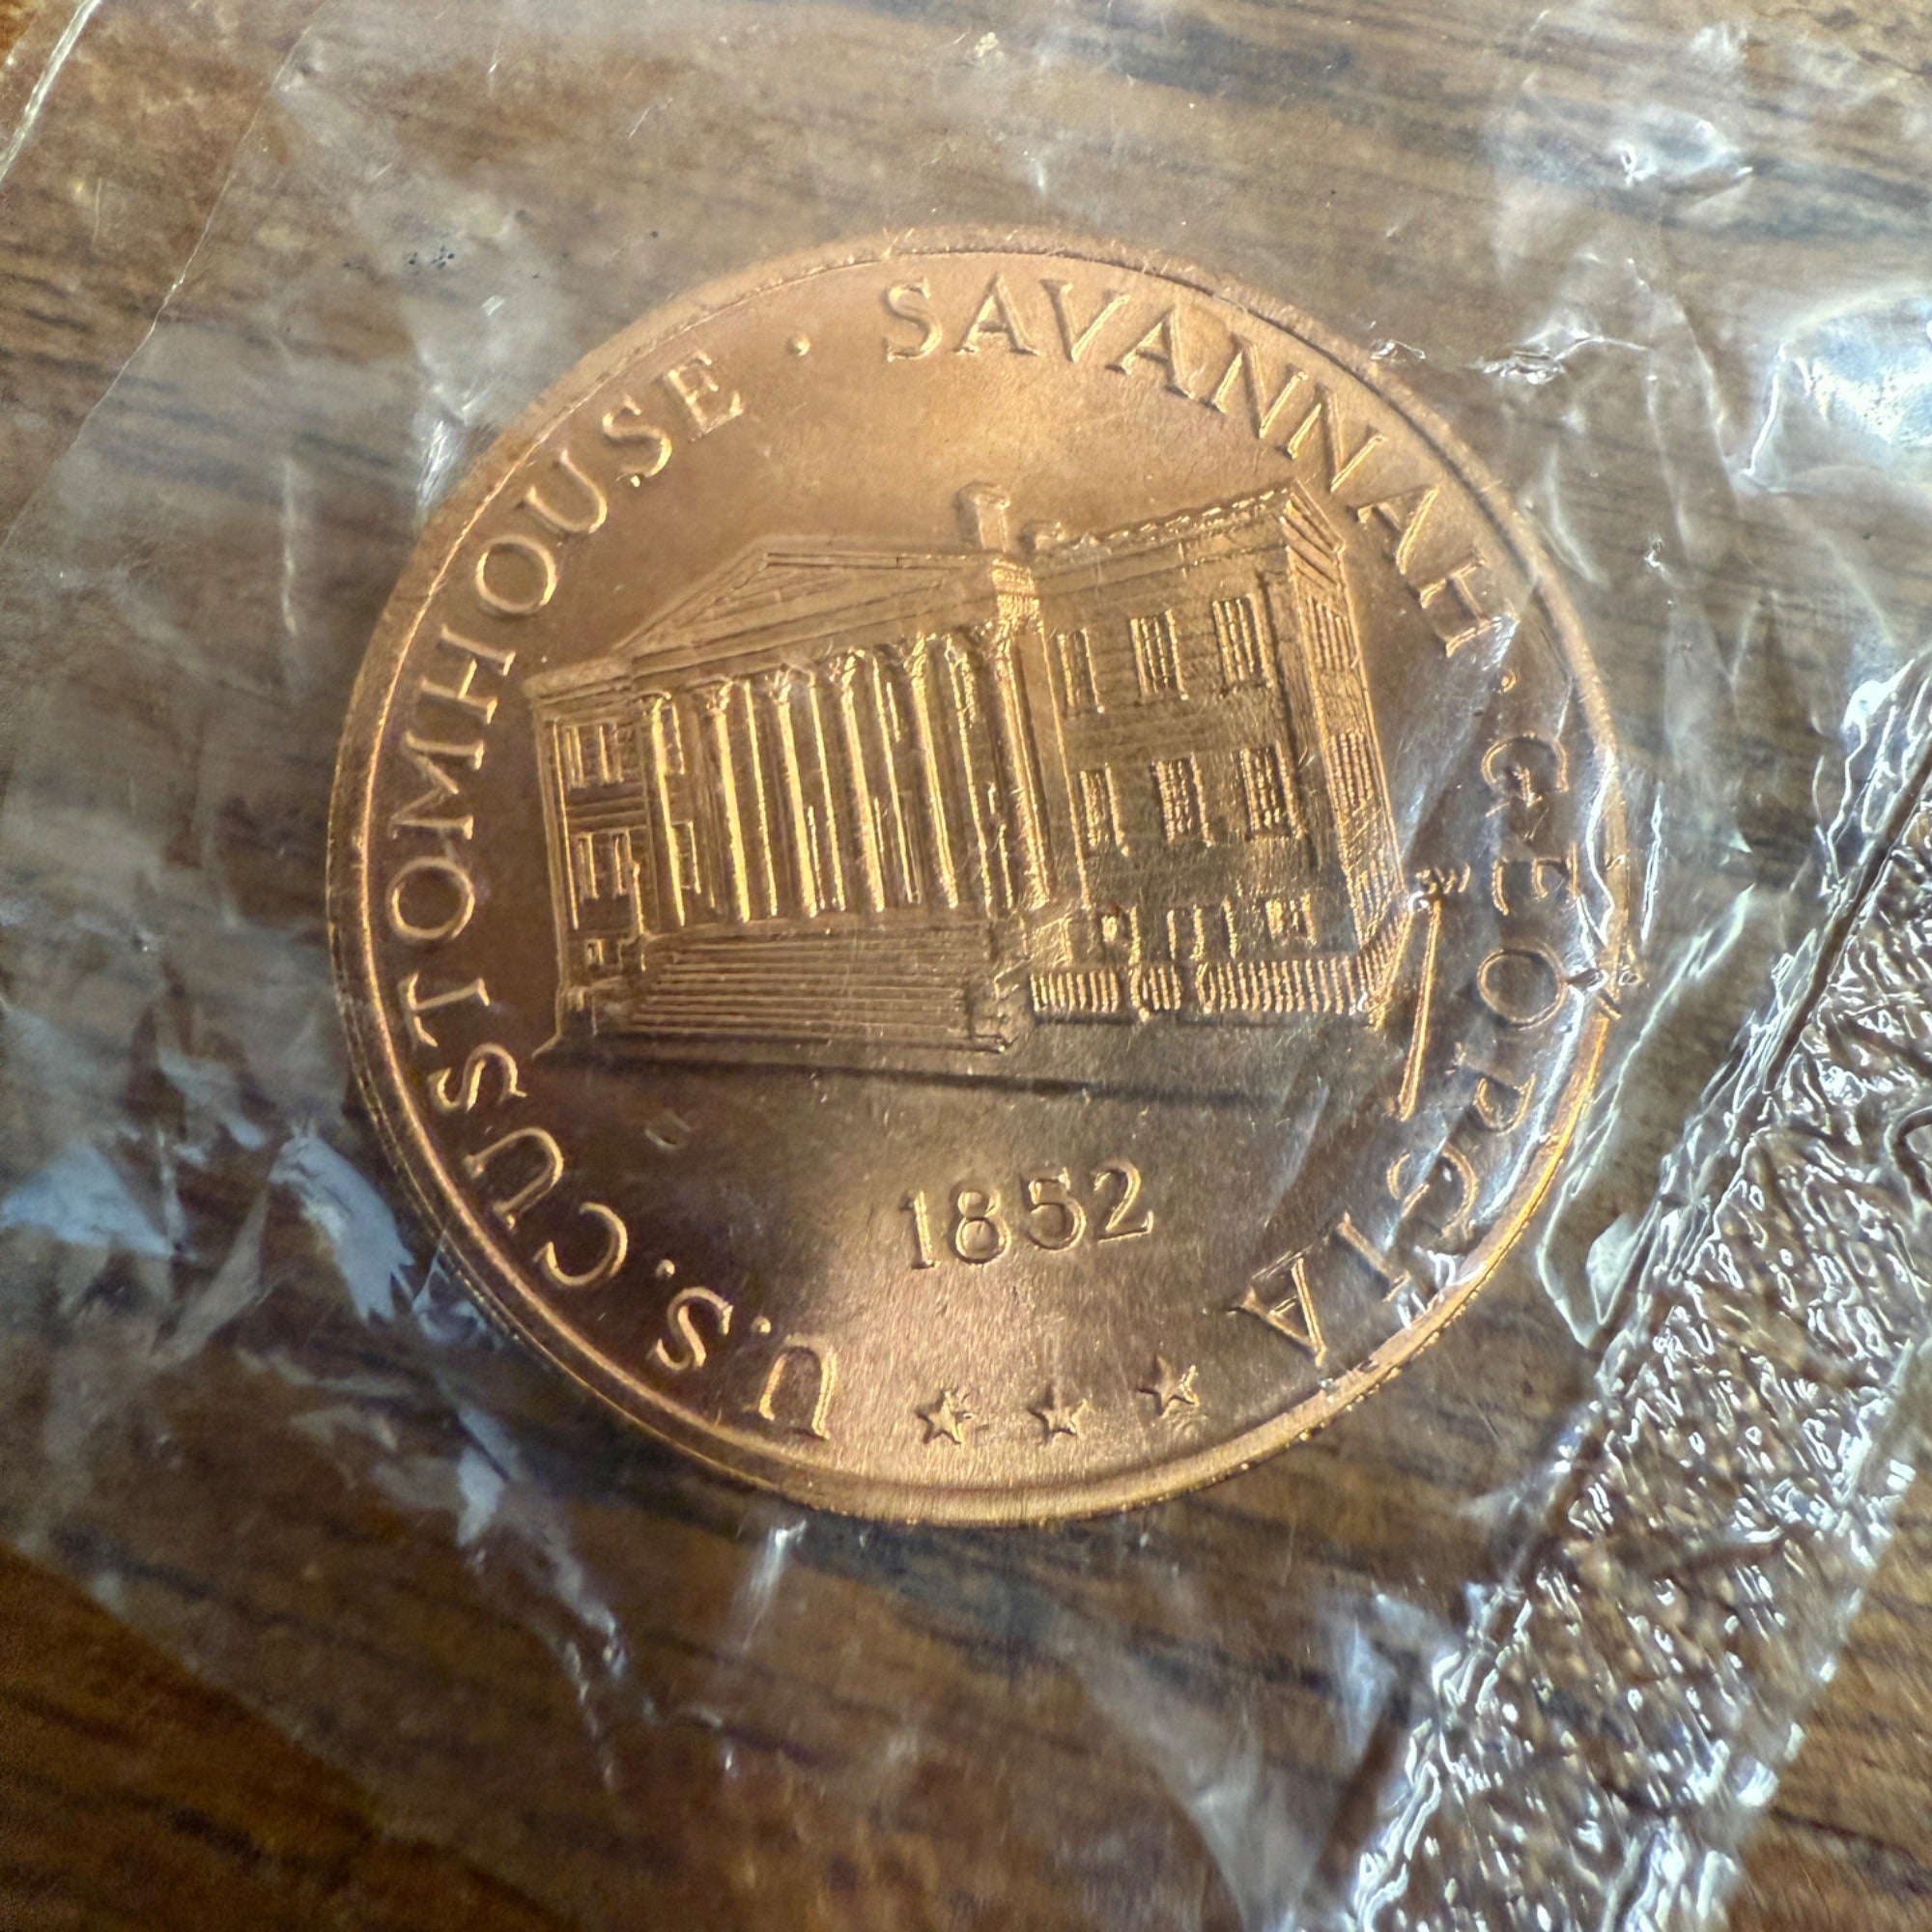 U.S. CUSTOMHOUSE · SAVANNAH · GEORGIA
1852